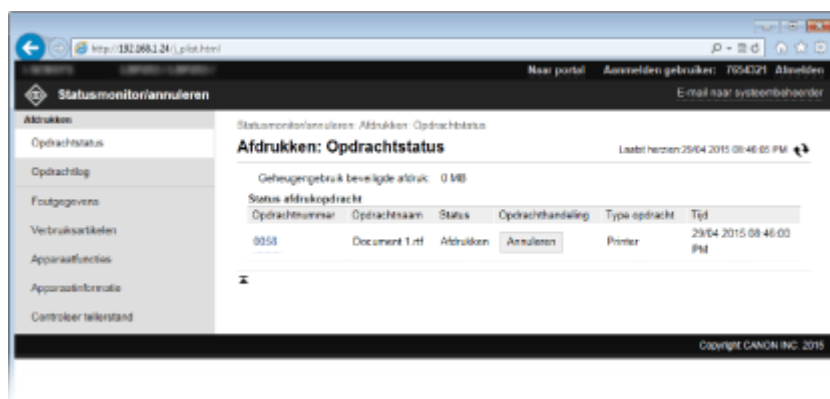 http://192.168.1.24/j_plist.html
Naar portal Aanmelden gebruiker: 7654321 Afmelden
Statusmonitor/annuleren
E-mail naar systeembeheerder
Afdrukken
Opdrachtstatus
Opdrachtlog
Foutgegevens
Verbruiksartikelen
Apparaatfuncties
Apparaatinformatie
Controleer tellerstand
Statusmonitor/annuleren: Afdrukken: Opdrachtstatus
Afdrukken: Opdrachtstatus
Laatst herzien:29/04 2015 08:46:05 PM
Geheugengebruik beveiligde afdruk: 0 MB
Status afdrukopdracht
Opdrachtnummer Opdrachtnaam Status Opdrachthandeling Type opdracht Tijd
0058 Document 1.rtf Afdrukken Annuleren Printer 29/04 2015 08:46:00
PM
Copyright CANON INC. 2015